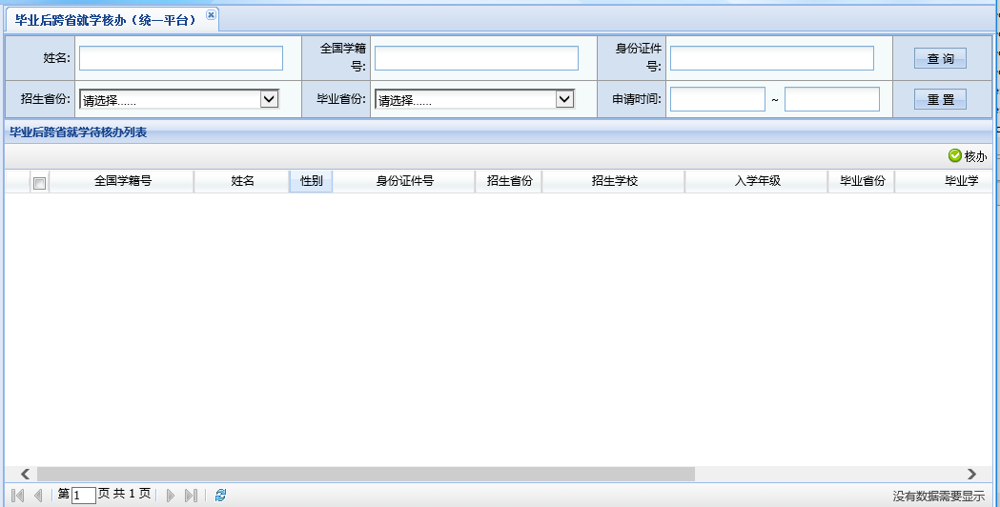 毕业后跨省就学核办（统一平台）
姓名:
全国学籍号:
身份证件号:
查 询
招生省份: 请选择......
毕业省份: 请选择......
申请时间: ~
重 置
毕业后跨省就学待核办列表
核办
全国学籍号 姓名 性别 身份证件号 招生省份 招生学校 入学年级 毕业省份 毕业学
第 1 页 共 1 页
没有数据需要显示